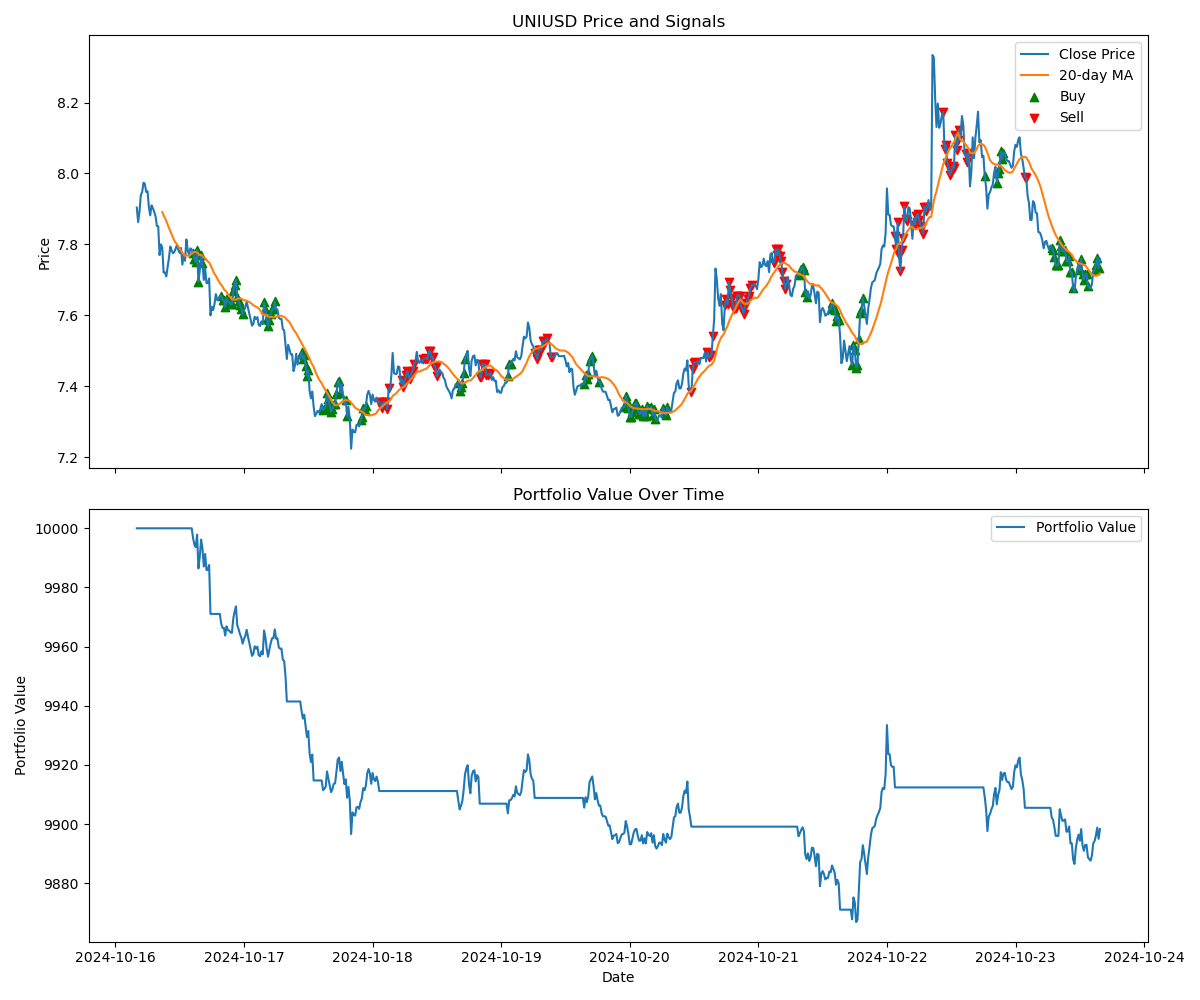 UNIUSD Price and Signals
Price
8.2
8.0
7.8
7.6
7.4
7.2
Close Price
20-day MA
Buy
Sell
Portfolio Value Over Time
Portfolio Value
10000
9980
9960
9940
9920
9900
9880
Portfolio Value
2024-10-16 2024-10-17 2024-10-18 2024-10-19 2024-10-20 2024-10-21 2024-10-22 2024-10-23 2024-10-24
Date